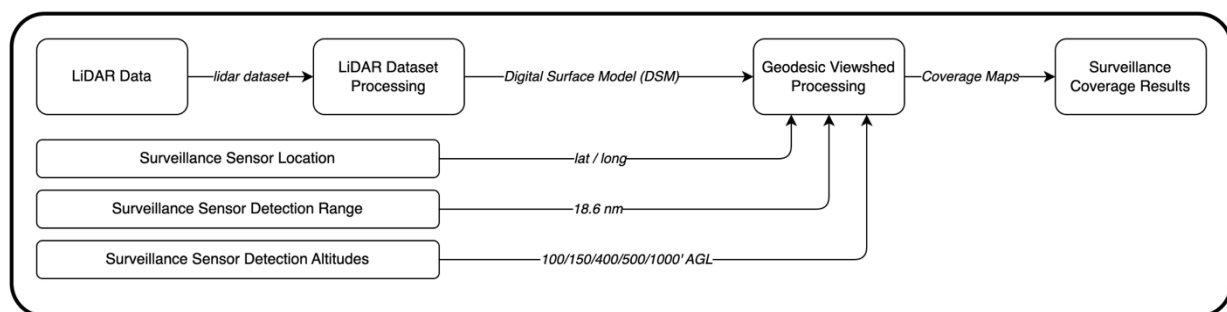 LiDAR Data
lidar dataset
LiDAR Dataset
Processing
Digital Surface Model (DSM)
Geodesic Viewshed
Processing
Coverage Maps
Surveillance
Coverage Results
Surveillance Sensor Location
lat / long
Surveillance Sensor Detection Range
18.6 nm
Surveillance Sensor Detection Altitudes
100/150/400/500/1000' AGL